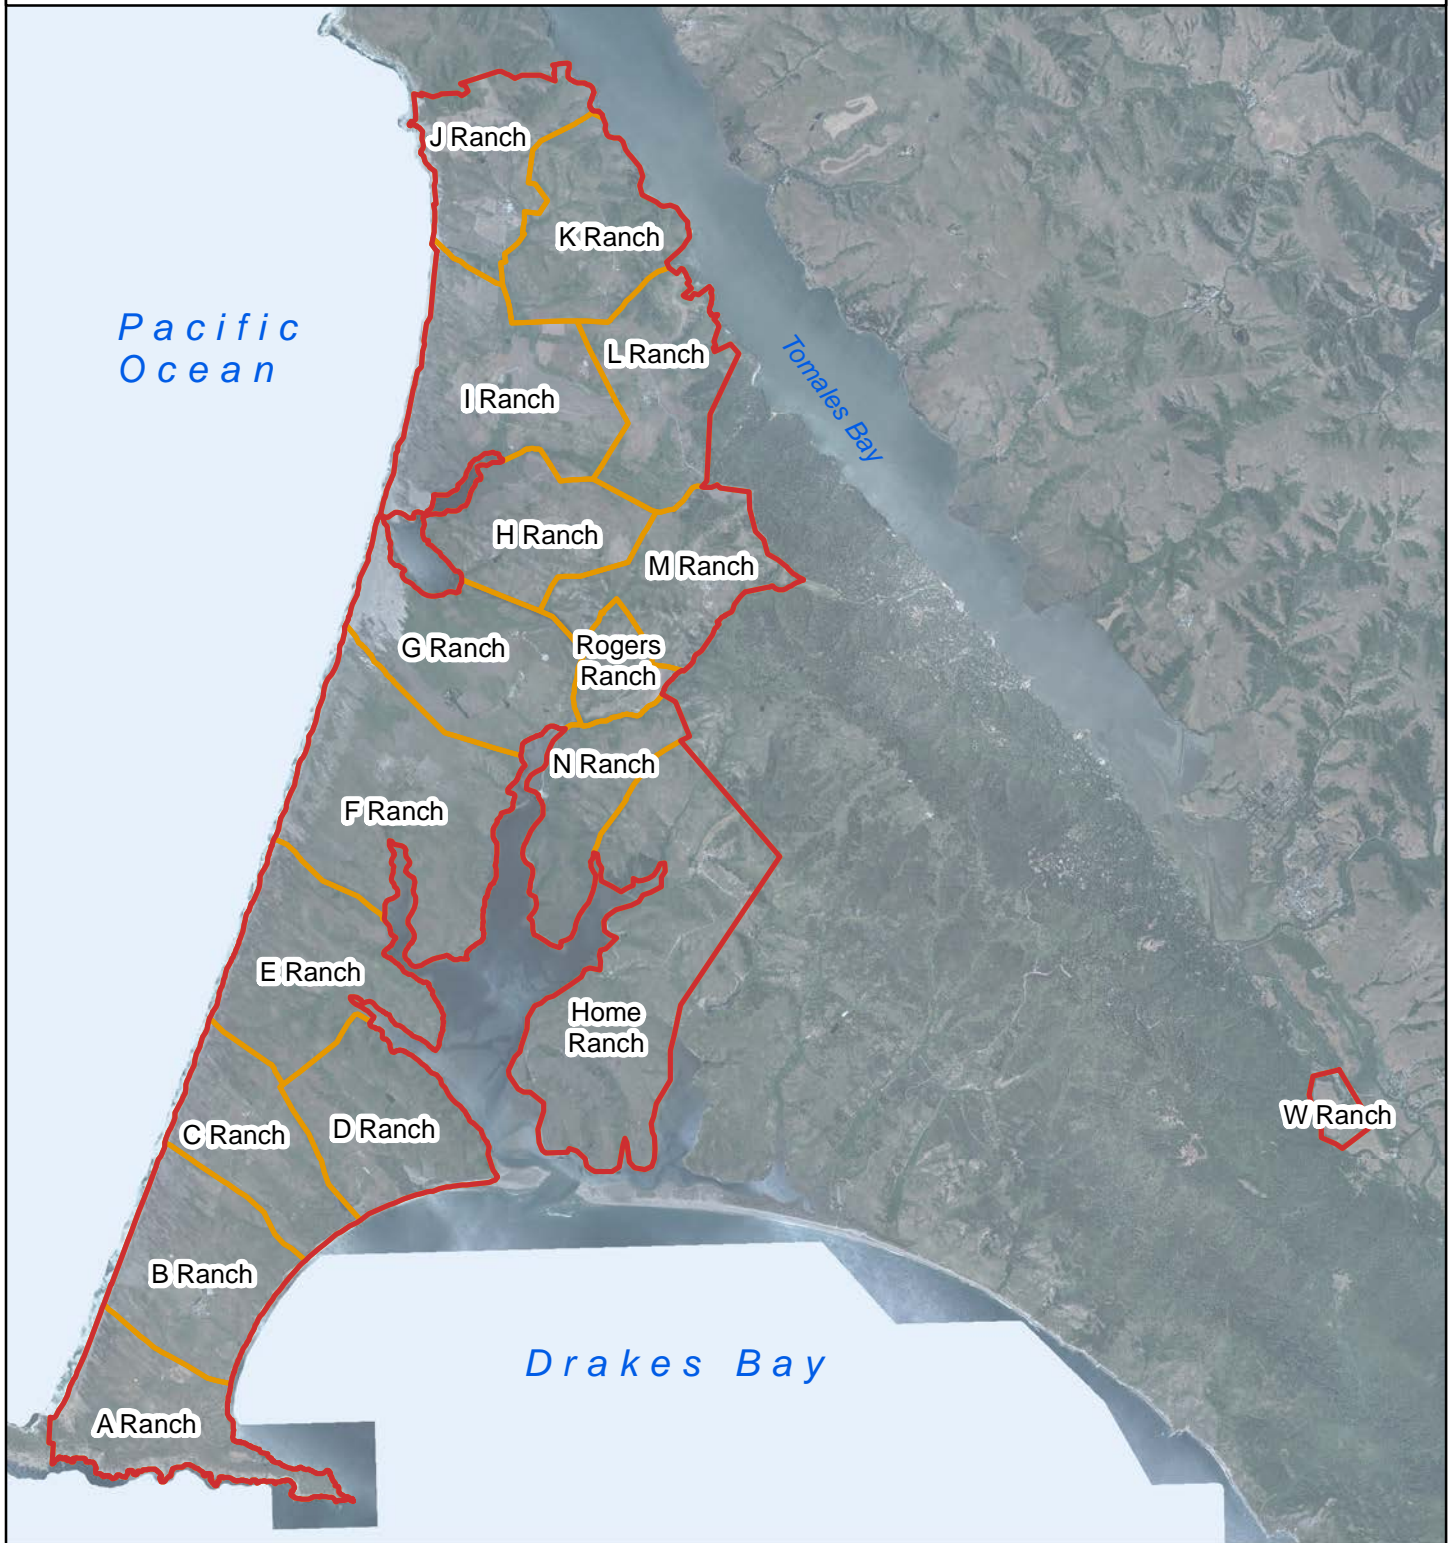 J Ranch
K Ranch
Pacific
Ocean
Tomales Bay
L Ranch
I Ranch
H Ranch
M Ranch
G Ranch
Rogers
Ranch
N Ranch
F Ranch
E Ranch
Home
Ranch
W Ranch
C Ranch
D Ranch
B Ranch
Drakes Bay
A Ranch